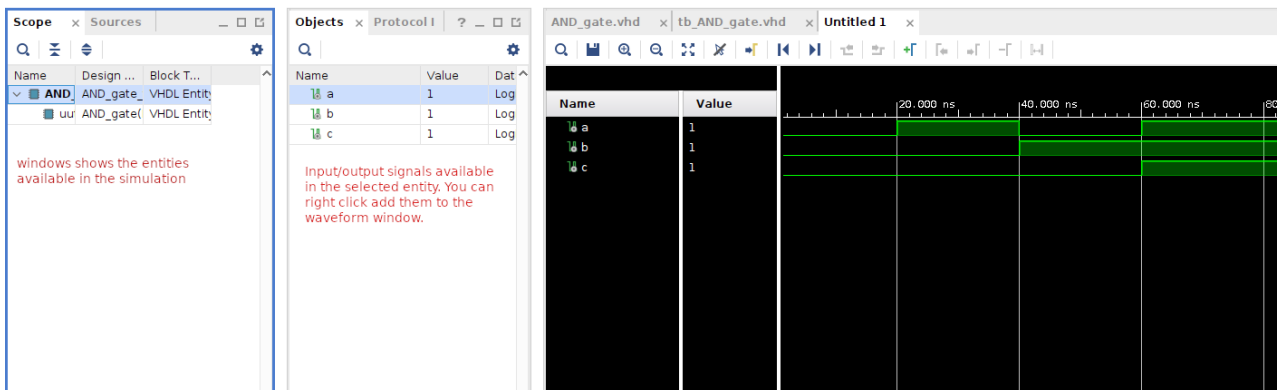 Scope × Sources
Name Design ... Block T...
AND_ AND_gate_ VHDL Entity
uu AND_gate( VHDL Entity
windows shows the entities
available in the simulation
Objects × Protocol I ?
Name Value Dat
a 1 Log
b 1 Log
c 1 Log
Input/output signals available
in the selected entity. You can
right click add them to the
waveform window.
AND_gate.vhd × tb_AND_gate.vhd × Untitled 1 ×
Name Value
20.000 ns 40.000 ns 60.000 ns 80
a 1
b 1
c 1